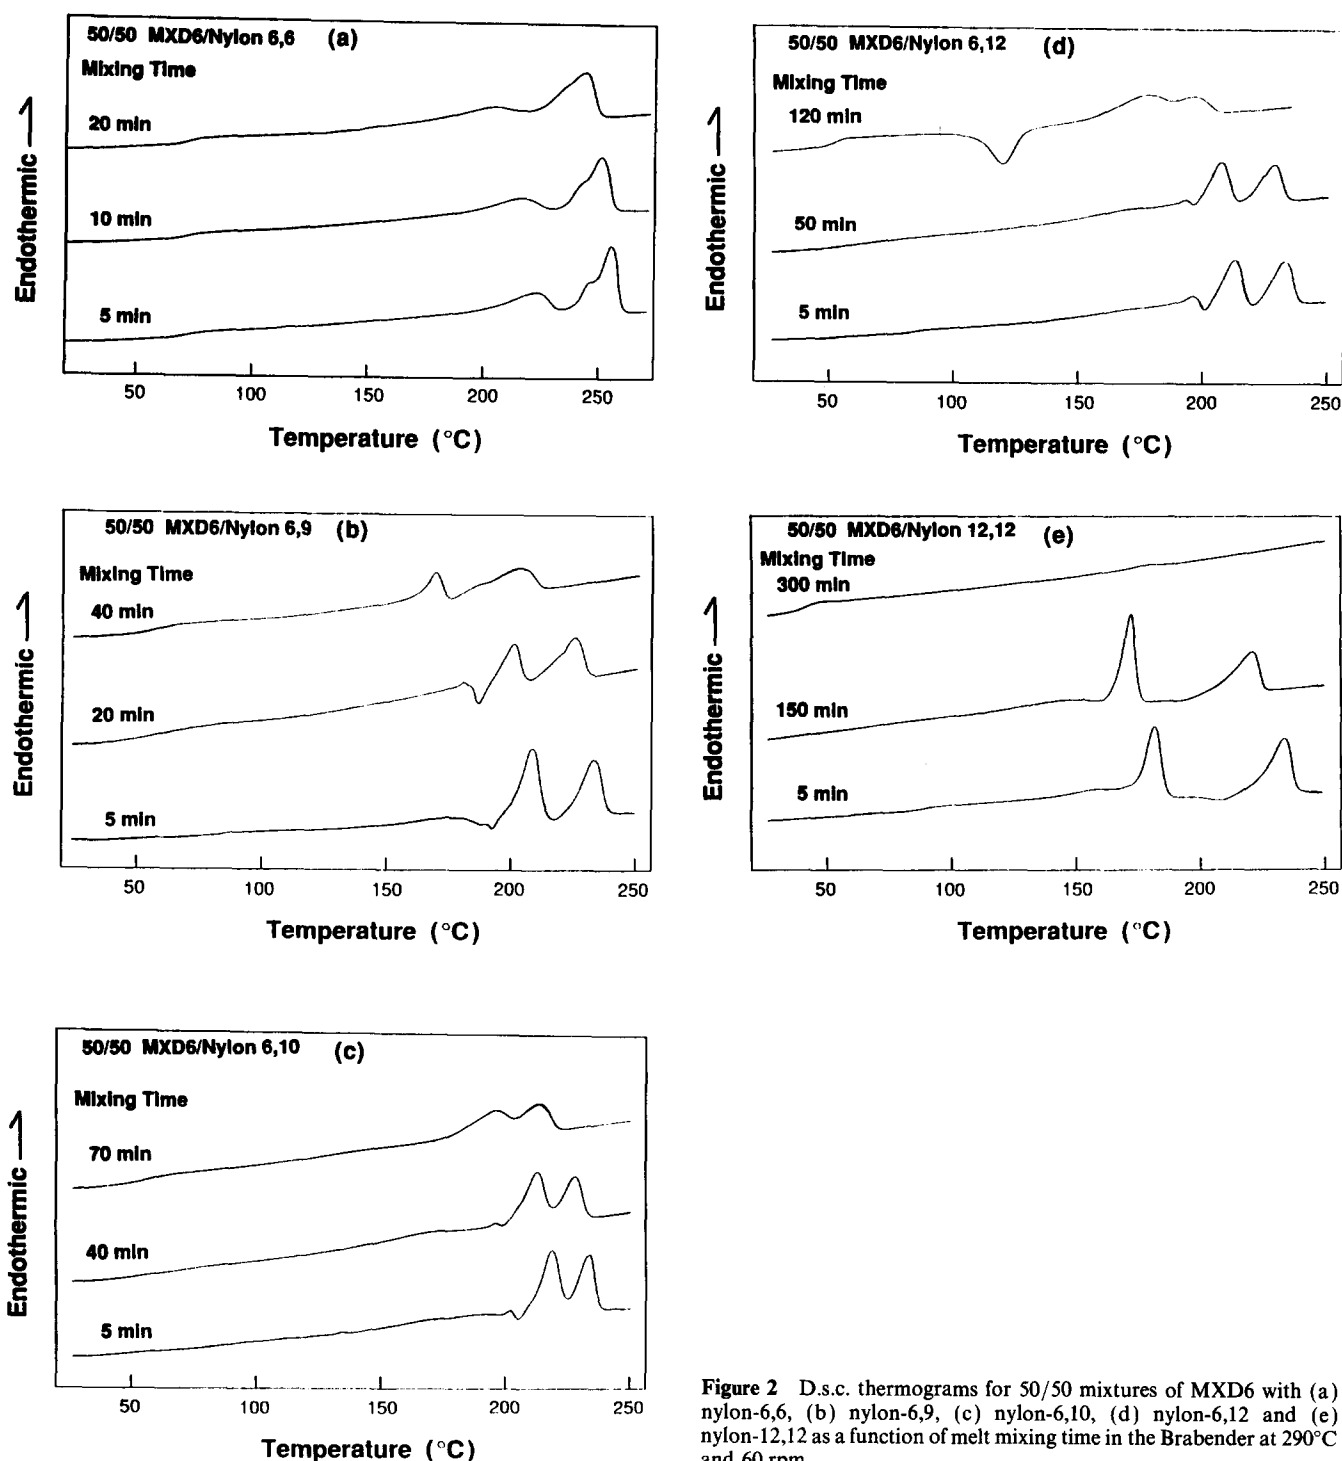 50/50 MXD6/Nylon 6,6 (a)
Mixing Time
20 min
10 min
5 min
Endothermic
50 100 150 200 250
Temperature (°C)
50/50 MXD6/Nylon 6,12 (d)
Mixing Time
120 min
50 min
5 min
Endothermic
50 100 150 200 250
Temperature (°C)
50/50 MXD6/Nylon 6,9 (b)
Mixing Time
40 min
20 min
5 min
Endothermic
50 100 150 200 250
Temperature (°C)
50/50 MXD6/Nylon 12,12 (e)
Mixing Time
300 min
150 min
5 min
Endothermic
50 100 150 200 250
Temperature (°C)
50/50 MXD6/Nylon 6,10 (c)
Mixing Time
70 min
40 min
5 min
Endothermic
50 100 150 200 250
Temperature (°C)
Figure 2 D.s.c. thermograms for 50/50 mixtures of MXD6 with (a)
nylon-6,6, (b) nylon-6,9, (c) nylon-6,10, (d) nylon-6,12 and (e)
nylon-12,12 as a function of melt mixing time in the Brabender at 290°C
and 60 rpm